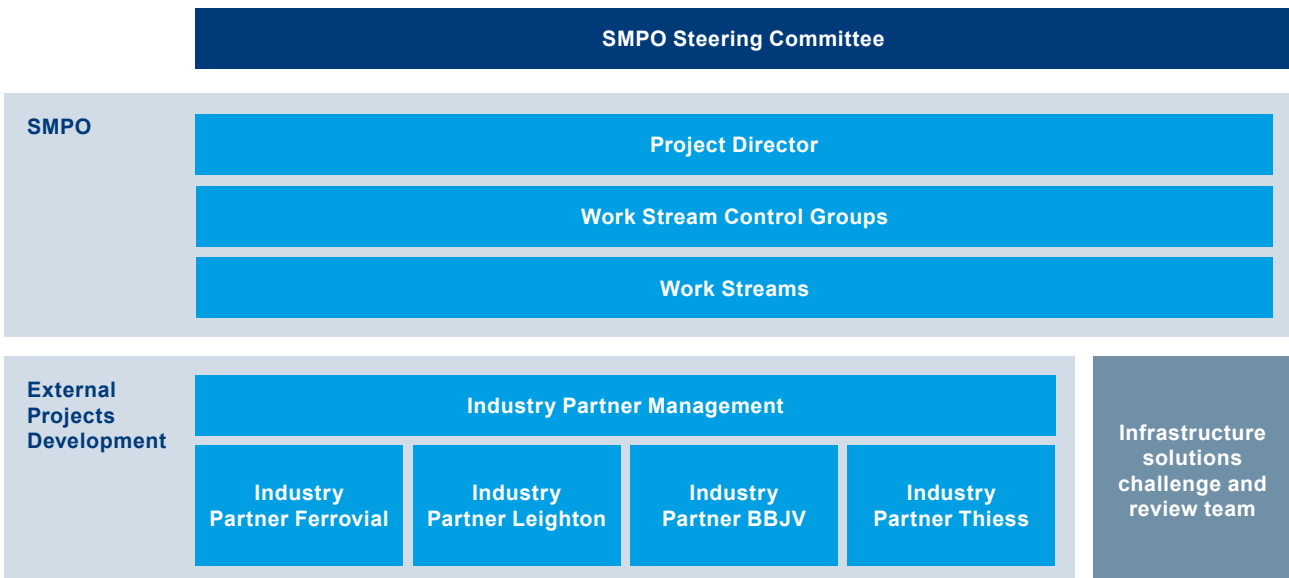 SMPO Steering Committee
SMPO
Project Director
Work Stream Control Groups
Work Streams
External
Projects
Development
Industry Partner Management
Industry
Partner Ferrovial
Industry
Partner Leighton
Industry
Partner BBJV
Industry
Partner Thiess
Infrastructure
solutions
challenge and
review team